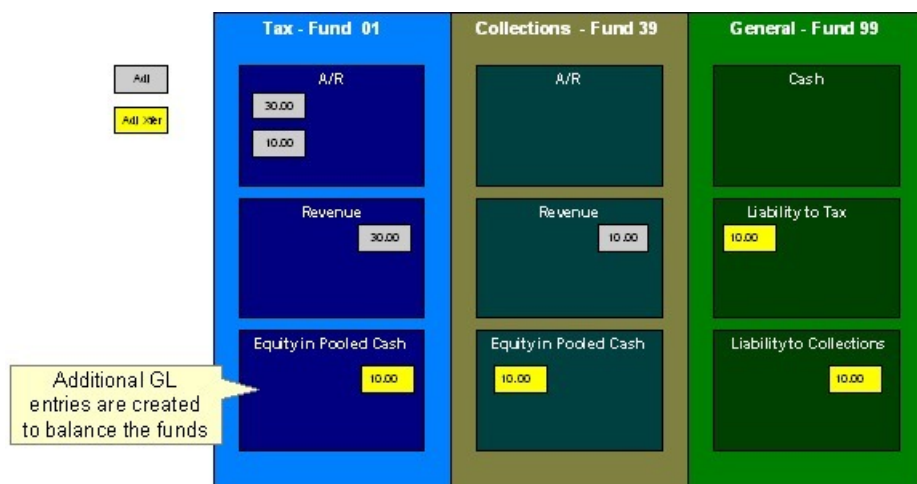 Tax - Fund 01
Collections - Fund 39
General - Fund 99
Adj
Adj Xfer
A/R
30.00
10.00
A/R
Cash
Revenue
30.00
Revenue
10.00
Liability to Tax
10.00
Equity in Pooled Cash
10.00
Equity in Pooled Cash
10.00
Liability to Collections
10.00
Additional GL
entries are created
to balance the funds